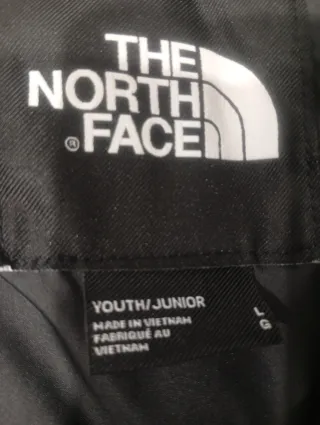 THE
NORTH
® FACE
YOUTH/JUNIOR
MADE IN VIETNAM
FABRIQUÉ AU
VIETNAM
L
G